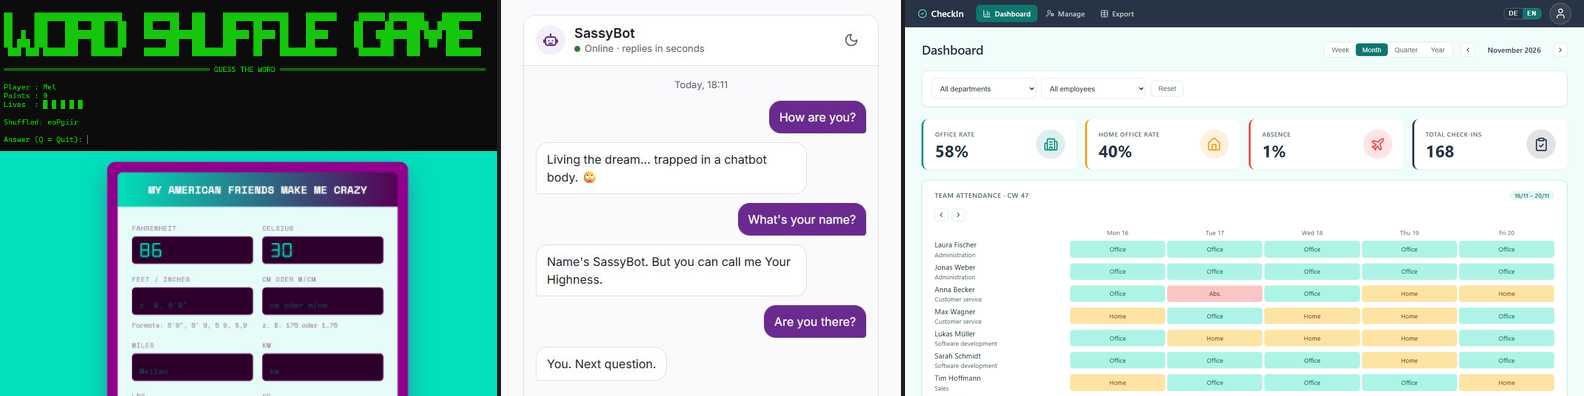 WORD SHUFFLE GAME
GUESS THE WORD
Player : Mel
Points : 0
Lives :
Shuffled: eoPgiir
Answer (Q = Quit):
MY AMERICAN FRIENDS MAKE ME CRAZY
FAHRENHEIT CELSIUS
86 30
FEET / INCHES CM ODER M/CM
z. B. 5'9" cm oder m/cm
Formate: 5'9", 5' 9, 5 9, 5,9 z. B. 175 oder 1,75
MILES KM
Meilen km
SassyBot
Online · replies in seconds
Today, 18:11
How are you?
Living the dream... trapped in a chatbot
body. 🙄
What's your name?
Name's SassyBot. But you can call me Your
Highness.
Are you there?
You. Next question.
CheckIn Dashboard Manage Export DE EN
Dashboard Week Month Quarter Year November 2026
All departments All employees Reset
OFFICE RATE HOME OFFICE RATE ABSENCE TOTAL CHECK-INS
58% 40% 1% 168
TEAM ATTENDANCE · CW 47 16/11 – 20/11
Mon 16 Tue 17 Wed 18 Thu 19 Fri 20
Laura Fischer
Administration
Office Office Office Office Office
Jonas Weber
Administration
Office Office Office Office Office
Anna Becker
Customer service
Office Abs. Office Home Home
Max Wagner
Customer service
Home Office Home Home Office
Lukas Müller
Software development
Office Home Home Home Office
Sarah Schmidt
Software development
Office Office Office Home Office
Tim Hoffmann
Sales
Home Office Office Office Home